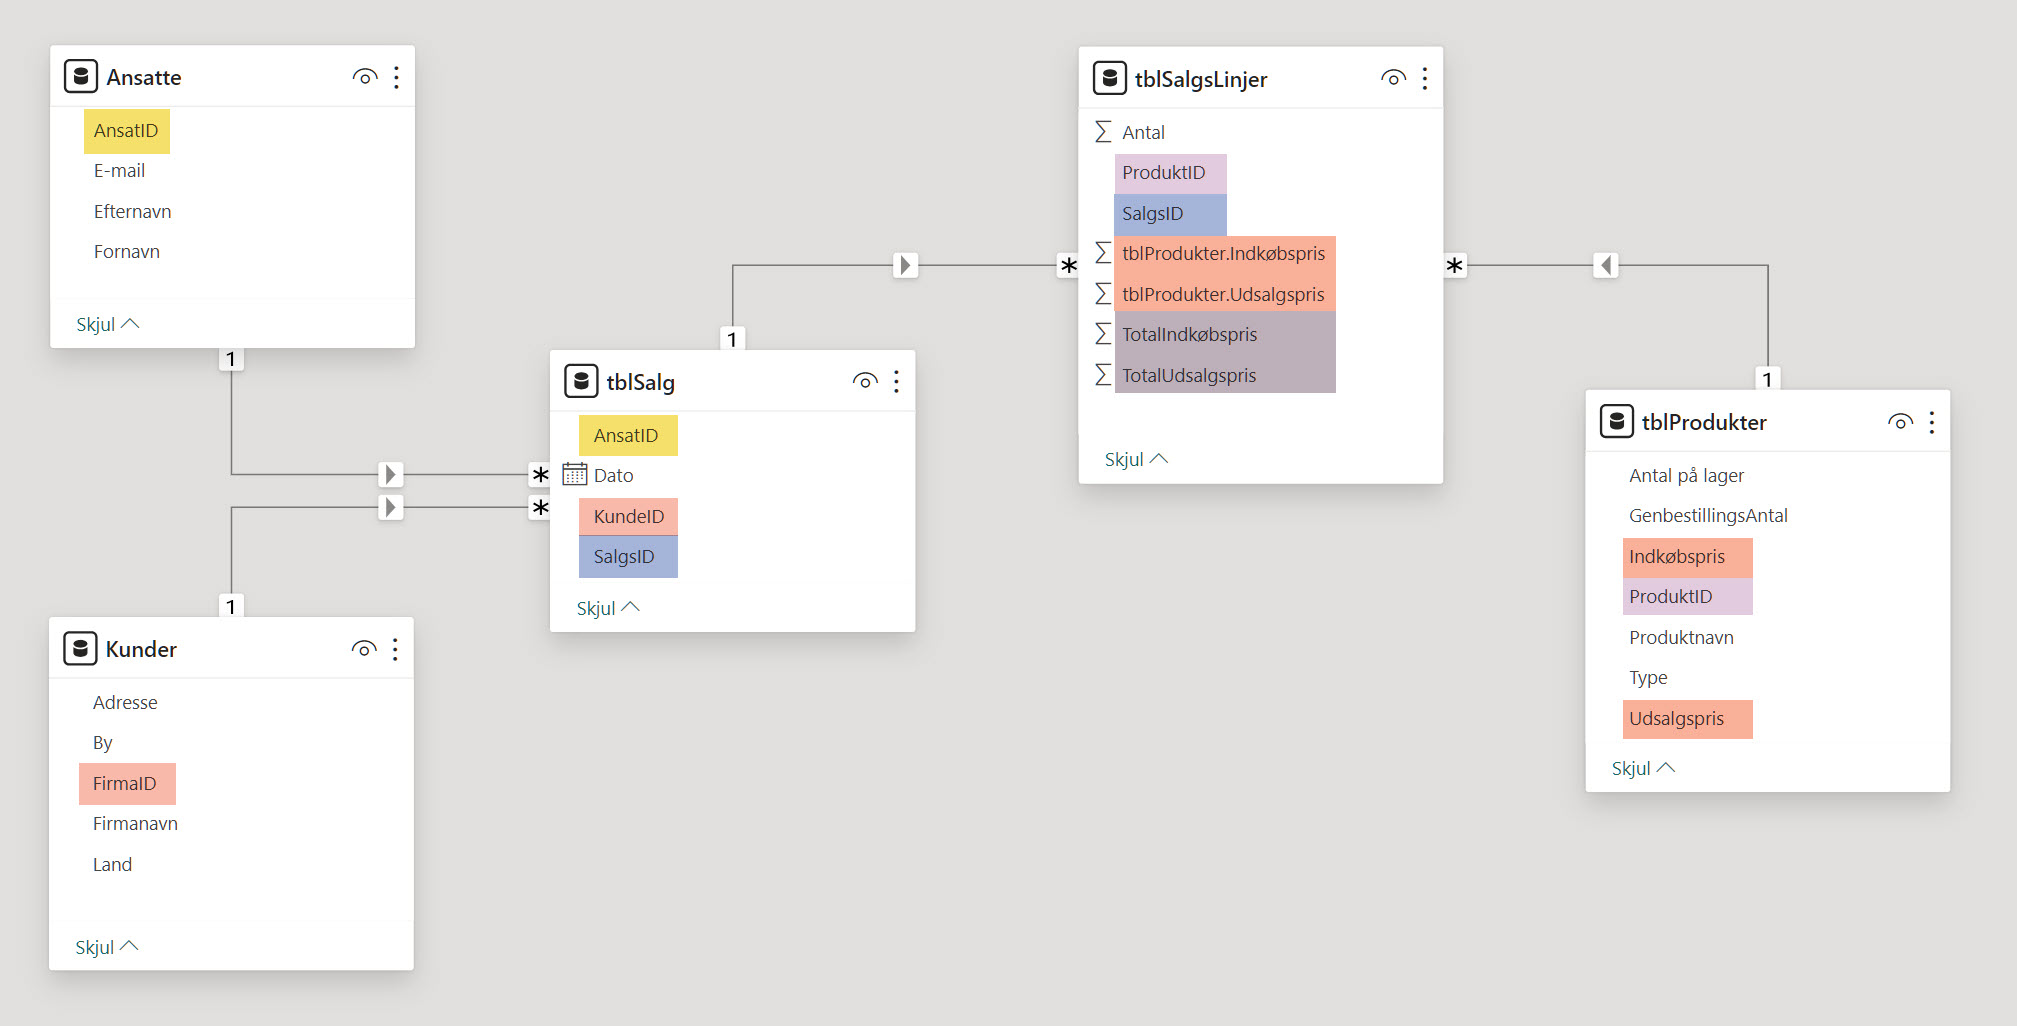 Ansatte
AnsatID
E-mail
Efternavn
Fornavn
Skjul
1
*
*
1
Kunder
Adresse
By
FirmaID
Firmanavn
Land
Skjul
tblSalg
AnsatID
Dato
KundeID
SalgsID
Skjul
1
*
tblSalgsLinjer
Σ Antal
ProduktID
SalgsID
Σ tblProdukter.Indkøbspris
Σ tblProdukter.Udsalgspris
Σ TotalIndkøbspris
Σ TotalUdsalgspris
Skjul
*
1
tblProdukter
Antal på lager
GenbestillingsAntal
Indkøbspris
ProduktID
Produktnavn
Type
Udsalgspris
Skjul